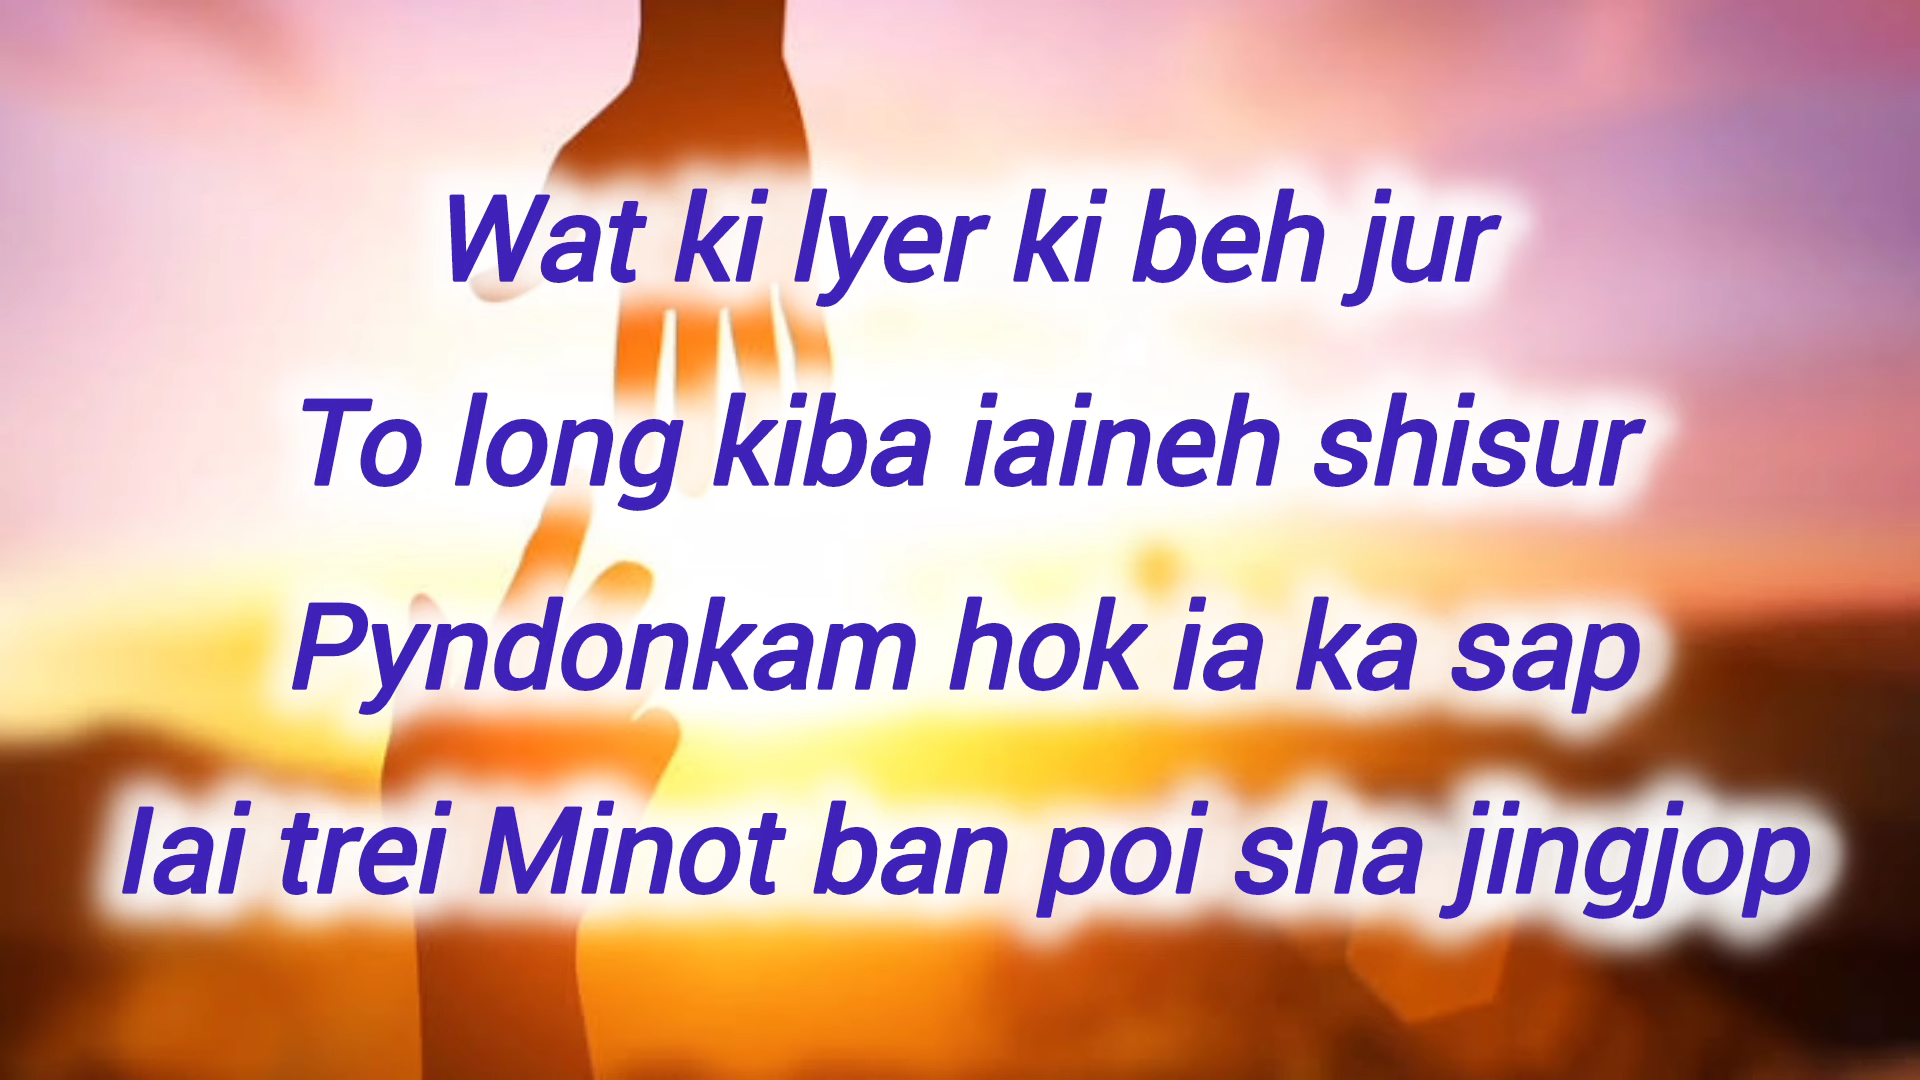 Wat ki lyer ki beh jur
To long kiba iaineh shisur
Pyndonkam hok ia ka sap
Iai trei Minot ban poi sha jingjop